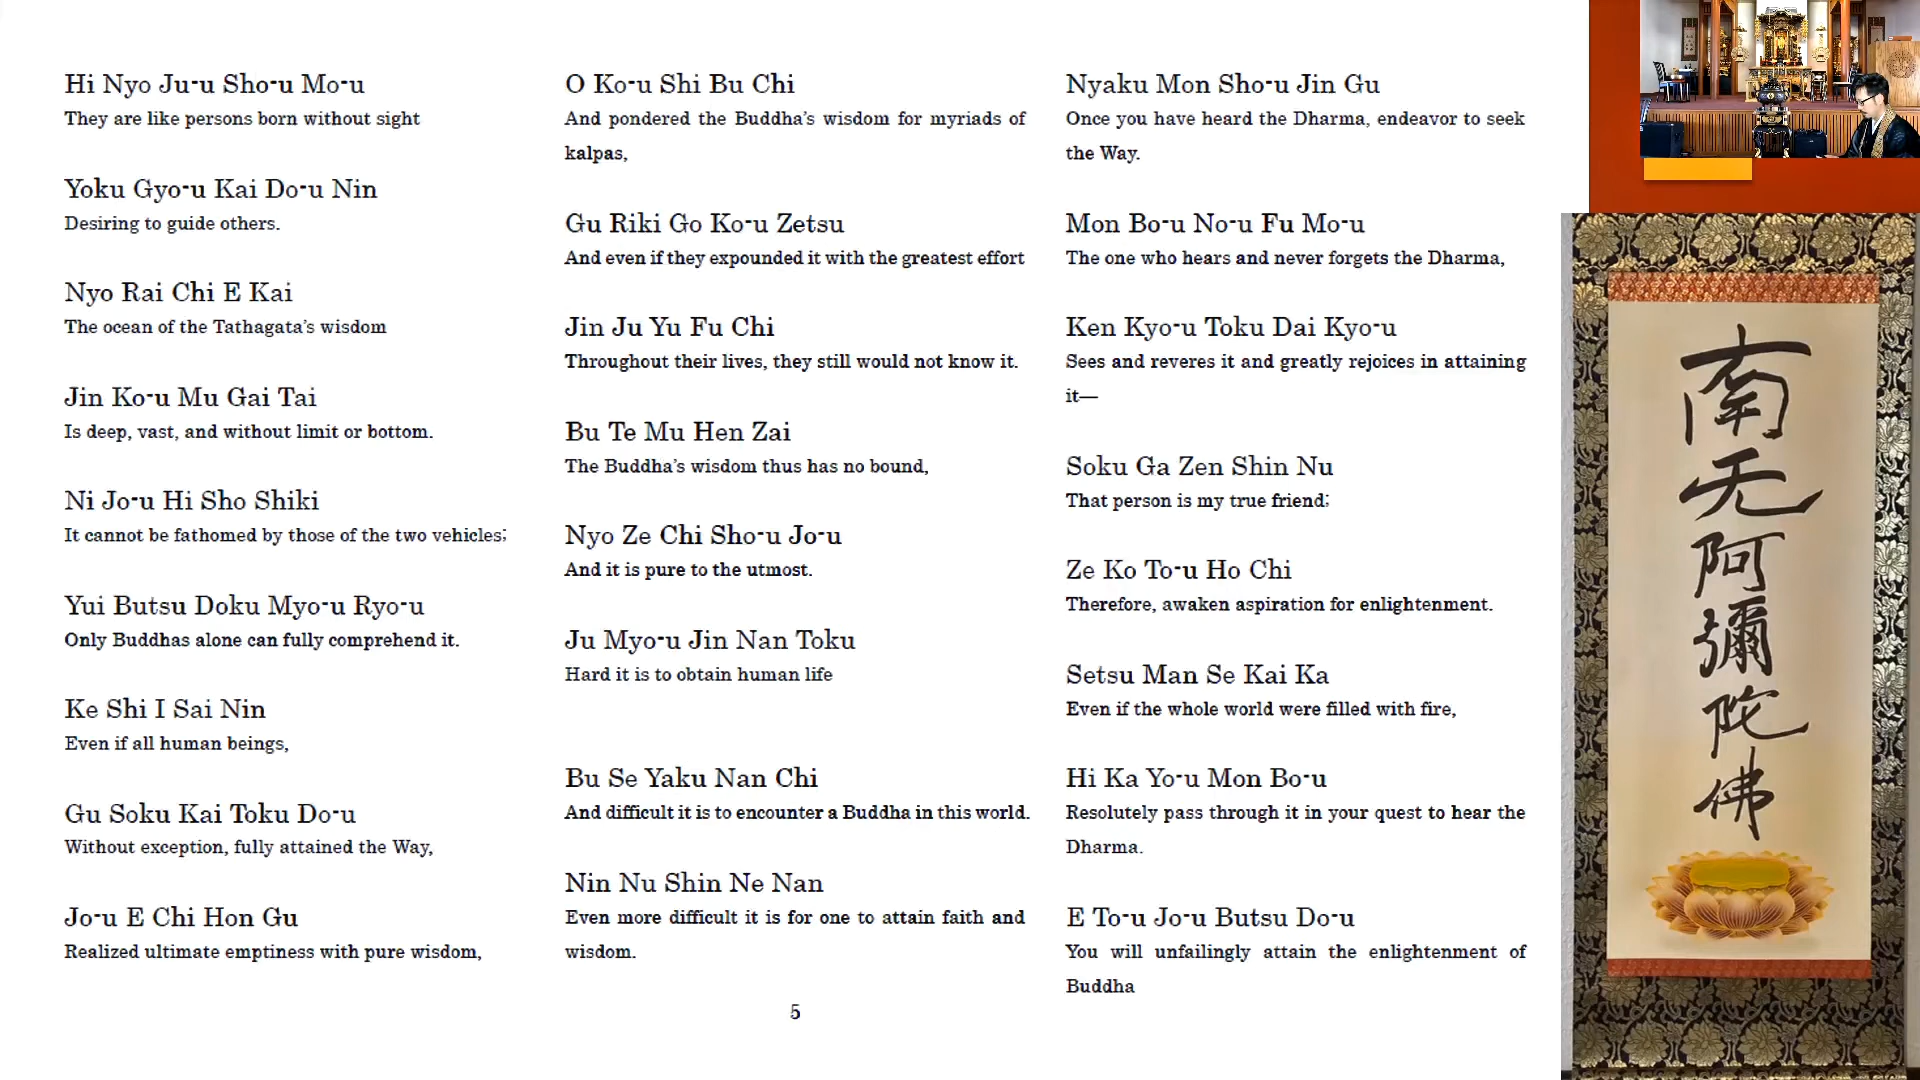 Hi Nyo Ju-u Sho-u Mo-u
They are like persons born without sight
Yoku Gyo-u Kai Do-u Nin
Desiring to guide others.
Nyo Rai Chi E Kai
The ocean of the Tathagata's wisdom
Jin Ko-u Mu Gai Tai
Is deep, vast, and without limit or bottom.
Ni Jo-u Hi Sho Shiki
It cannot be fathomed by those of the two vehicles;
Yui Butsu Doku Myo-u Ryo-u
Only Buddhas alone can fully comprehend it.
Ke Shi I Sai Nin
Even if all human beings,
Gu Soku Kai Toku Do-u
Without exception, fully attained the Way,
Jo-u E Chi Hon Gu
Realized ultimate emptiness with pure wisdom,
O Ko-u Shi Bu Chi
And pondered the Buddha's wisdom for myriads of
kalpas,
Gu Riki Go Ko-u Zetsu
And even if they expounded it with the greatest effort
Jin Ju Yu Fu Chi
Throughout their lives, they still would not know it.
Bu Te Mu Hen Zai
The Buddha's wisdom thus has no bound,
Nyo Ze Chi Sho-u Jo-u
And it is pure to the utmost.
Ju Myo-u Jin Nan Toku
Hard it is to obtain human life
Bu Se Yaku Nan Chi
And difficult it is to encounter a Buddha in this world.
Nin Nu Shin Ne Nan
Even more difficult it is for one to attain faith and
wisdom.
Nyaku Mon Sho-u Jin Gu
Once you have heard the Dharma, endeavor to seek
the Way.
Mon Bo-u No-u Fu Mo-u
The one who hears and never forgets the Dharma,
Ken Kyo-u Toku Dai Kyo-u
Sees and reveres it and greatly rejoices in attaining
it—
Soku Ga Zen Shin Nu
That person is my true friend;
Ze Ko To-u Ho Chi
Therefore, awaken aspiration for enlightenment.
Setsu Man Se Kai Ka
Even if the whole world were filled with fire,
Hi Ka Yo-u Mon Bo-u
Resolutely pass through it in your quest to hear the
Dharma.
E To-u Jo-u Butsu Do-u
You will unfailingly attain the enlightenment of
Buddha
5
南无阿彌陀佛